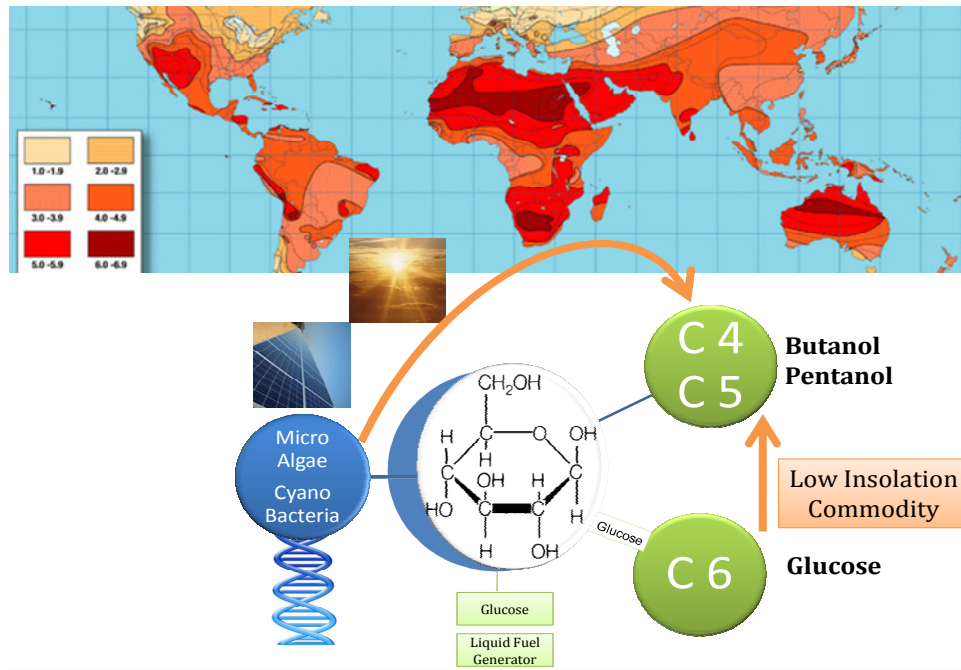 1.0 -1.9 2.0 -2.9
3.0 -3.9 4.0 -4.9
5.0 -5.9 6.0 -6.9
C 4
C 5
Butanol
Pentanol
Micro
Algae
Cyano
Bacteria
CH2OH
H C O OH
H
C OH H C
HO C C H
H OH
Glucose
Low Insolation
Commodity
C 6
Glucose
Glucose
Liquid Fuel
Generator